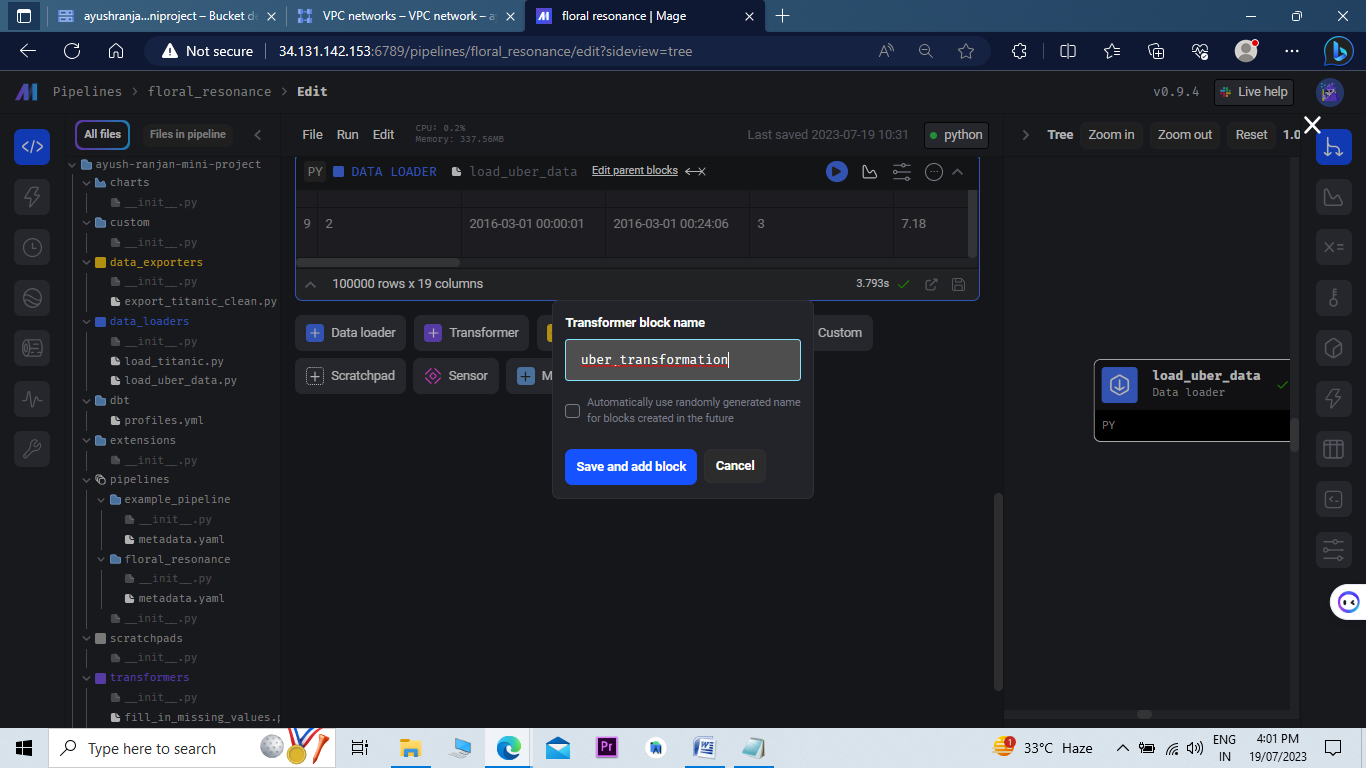 ayushranja...niproject – Bucket de
VPC networks – VPC network – a
floral resonance | Mage
Not secure
34.131.142.153:6789/pipelines/floral_resonance/edit?sideview=tree
Pipelines > floral_resonance > Edit
v0.9.4
Live help
All files
Files in pipeline
File Run Edit
CPU: 0.2%
Memory: 337.56MB
Last saved 2023-07-19 10:31
python
Tree
Zoom in
Zoom out
Reset
1.0
ayush-ranjan-mini-project
charts
__init__.py
custom
__init__.py
data_exporters
__init__.py
export_titanic_clean.py
data_loaders
__init__.py
load_titanic.py
load_uber_data.py
dbt
profiles.yml
extensions
__init__.py
pipelines
example_pipeline
__init__.py
metadata.yaml
floral_resonance
__init__.py
metadata.yaml
__init__.py
scratchpads
__init__.py
transformers
__init__.py
fill_in_missing_values.p
PY DATA LOADER load_uber_data Edit parent blocks
9 2 2016-03-01 00:00:01 2016-03-01 00:24:06 3 7.18
100000 rows x 19 columns
3.793s
Data loader
Transformer
Custom
Scratchpad
Sensor
M
Transformer block name
uber_transformation
Automatically use randomly generated name
for blocks created in the future
Save and add block
Cancel
load_uber_data
Data loader
PY
Type here to search
Pr
1
33°C Haze
ENG
IN
4:01 PM
19/07/2023